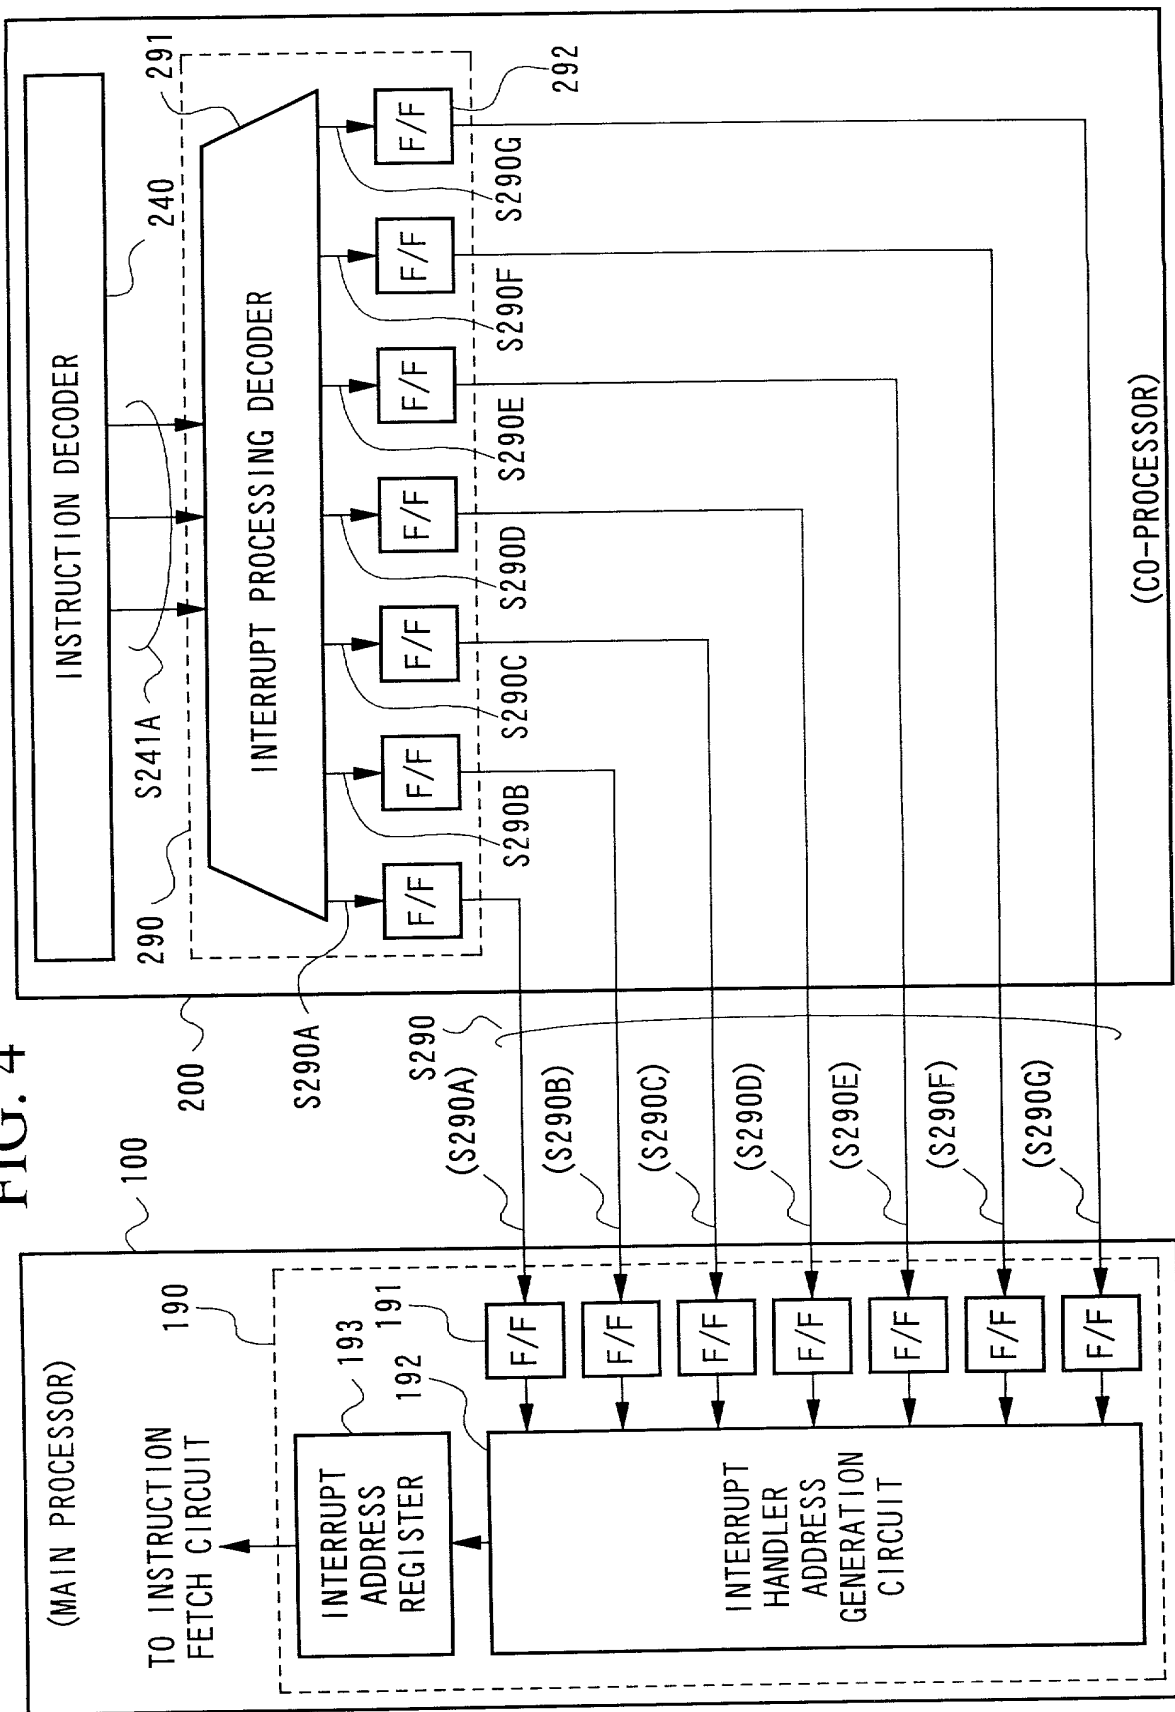 FIG. 4
(MAIN PROCESSOR)
100
TO INSTRUCTION
FETCH CIRCUIT
190
INTERRUPT
ADDRESS
REGISTER
193
191
192
INTERRUPT
HANDLER
ADDRESS
GENERATION
CIRCUIT
F/F
F/F
F/F
F/F
F/F
F/F
F/F
S290
(S290A)
(S290B)
(S290C)
(S290D)
(S290E)
(S290F)
(S290G)
200
INSTRUCTION DECODER
240
S241A
290
291
INTERRUPT PROCESSING DECODER
S290A
F/F
F/F
F/F
F/F
F/F
F/F
F/F
292
S290B
S290C
S290D
S290E
S290F
S290G
(CO-PROCESSOR)